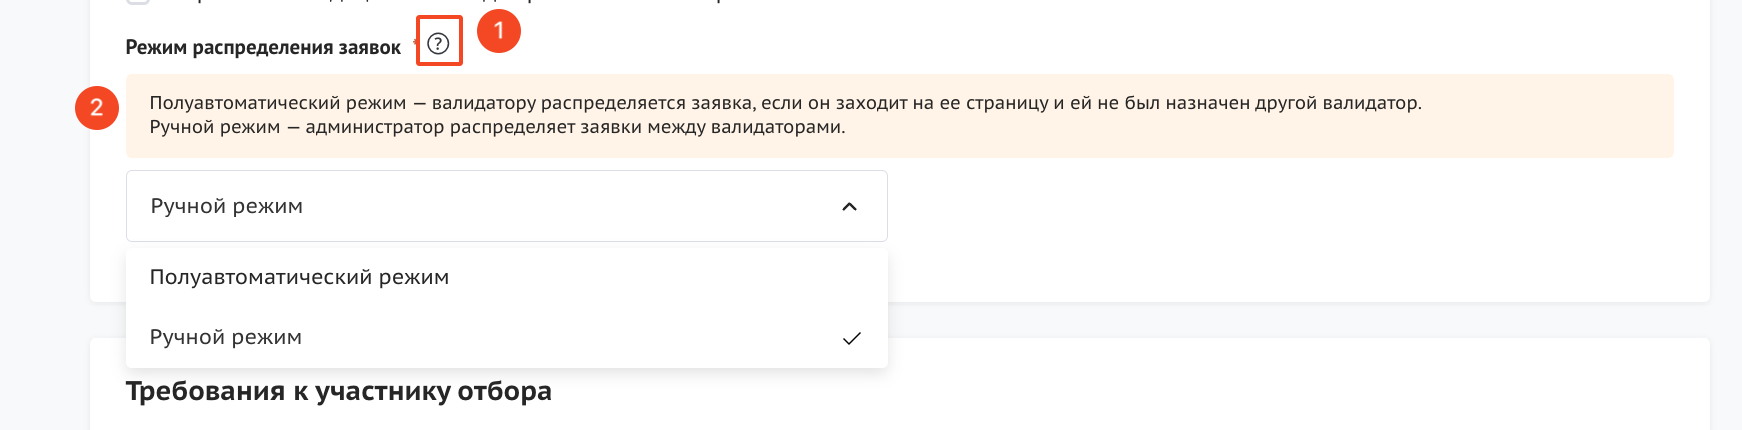 Режим распределения заявок * ?
1
2
Полуавтоматический режим — валидатору распределяется заявка, если он заходит на ее страницу и ей не был назначен другой валидатор.
Ручной режим — администратор распределяет заявки между валидаторами.
Ручной режим
Полуавтоматический режим
Ручной режим
Требования к участнику отбора